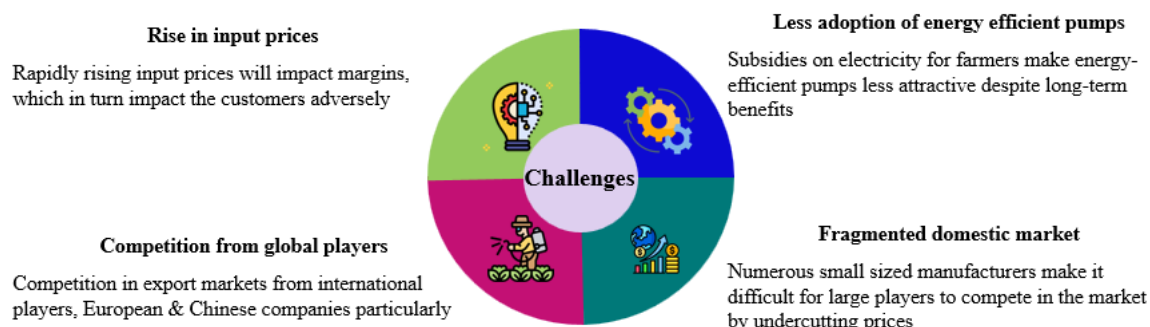 Rise in input prices
Rapidly rising input prices will impact margins,
which in turn impact the customers adversely
Less adoption of energy efficient pumps
Subsidies on electricity for farmers make energy-
efficient pumps less attractive despite long-term
benefits
Challenges
Competition from global players
Competition in export markets from international
players, European & Chinese companies particularly
Fragmented domestic market
Numerous small sized manufacturers make it
difficult for large players to compete in the market
by undercutting prices